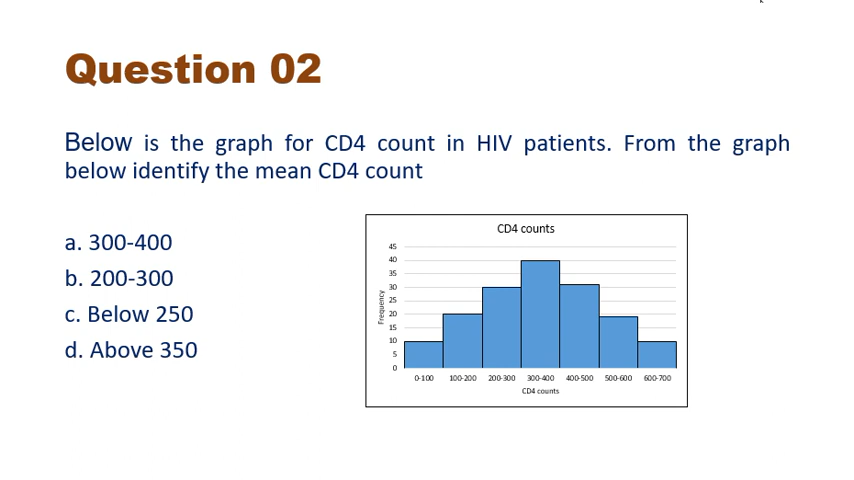 Question 02
Below is the graph for CD4 count in HIV patients. From the graph
below identify the mean CD4 count
a. 300-400
b. 200-300
c. Below 250
d. Above 350
CD4 counts
45
40
35
30
25
20
15
10
5
0
Frequency
0-100 100-200 200-300 300-400 400-500 500-600 600-700
CD4 counts